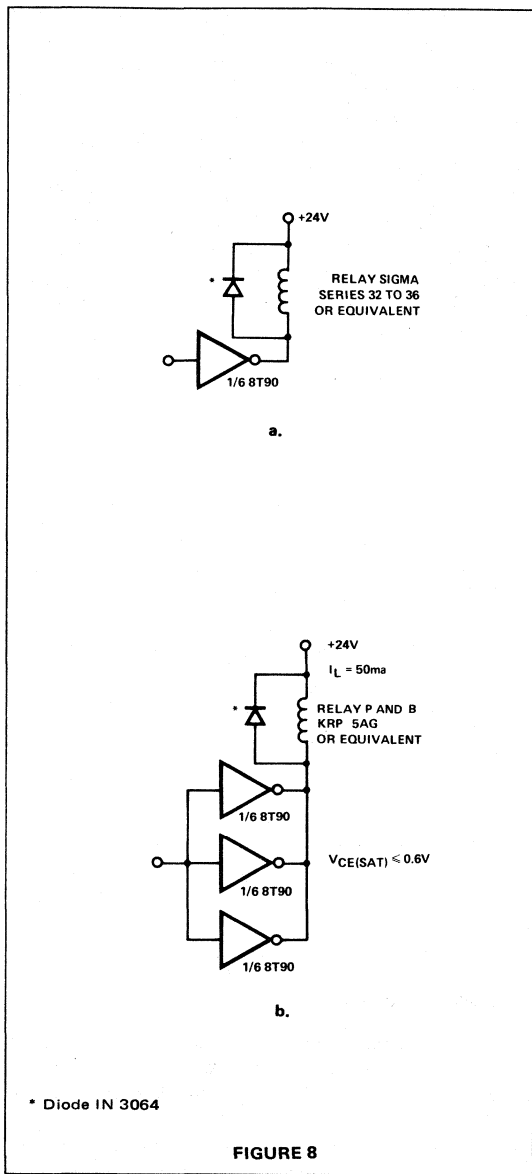 +24V
*
RELAY SIGMA
SERIES 32 TO 36
OR EQUIVALENT
1/6 8T90
a.
+24V
IL = 50ma
*
RELAY P AND B
KRP 5AG
OR EQUIVALENT
1/6 8T90
VCE(SAT) ⩽ 0.6V
1/6 8T90
1/6 8T90
b.
* Diode IN 3064
FIGURE 8